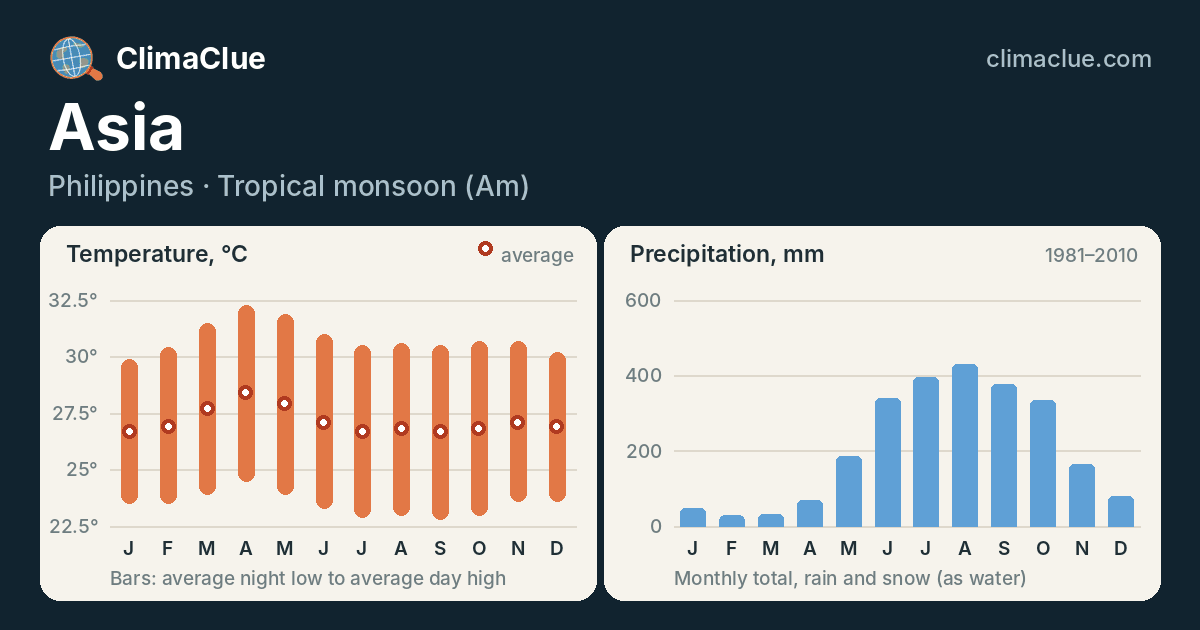 ClimaClue
climaclue.com
Asia
Philippines · Tropical monsoon (Am)
Temperature, °C
average
32.5°
30°
27.5°
25°
22.5°
J F M A M J J A S O N D
Bars: average night low to average day high
Precipitation, mm
1981–2010
600
400
200
0
J F M A M J J A S O N D
Monthly total, rain and snow (as water)